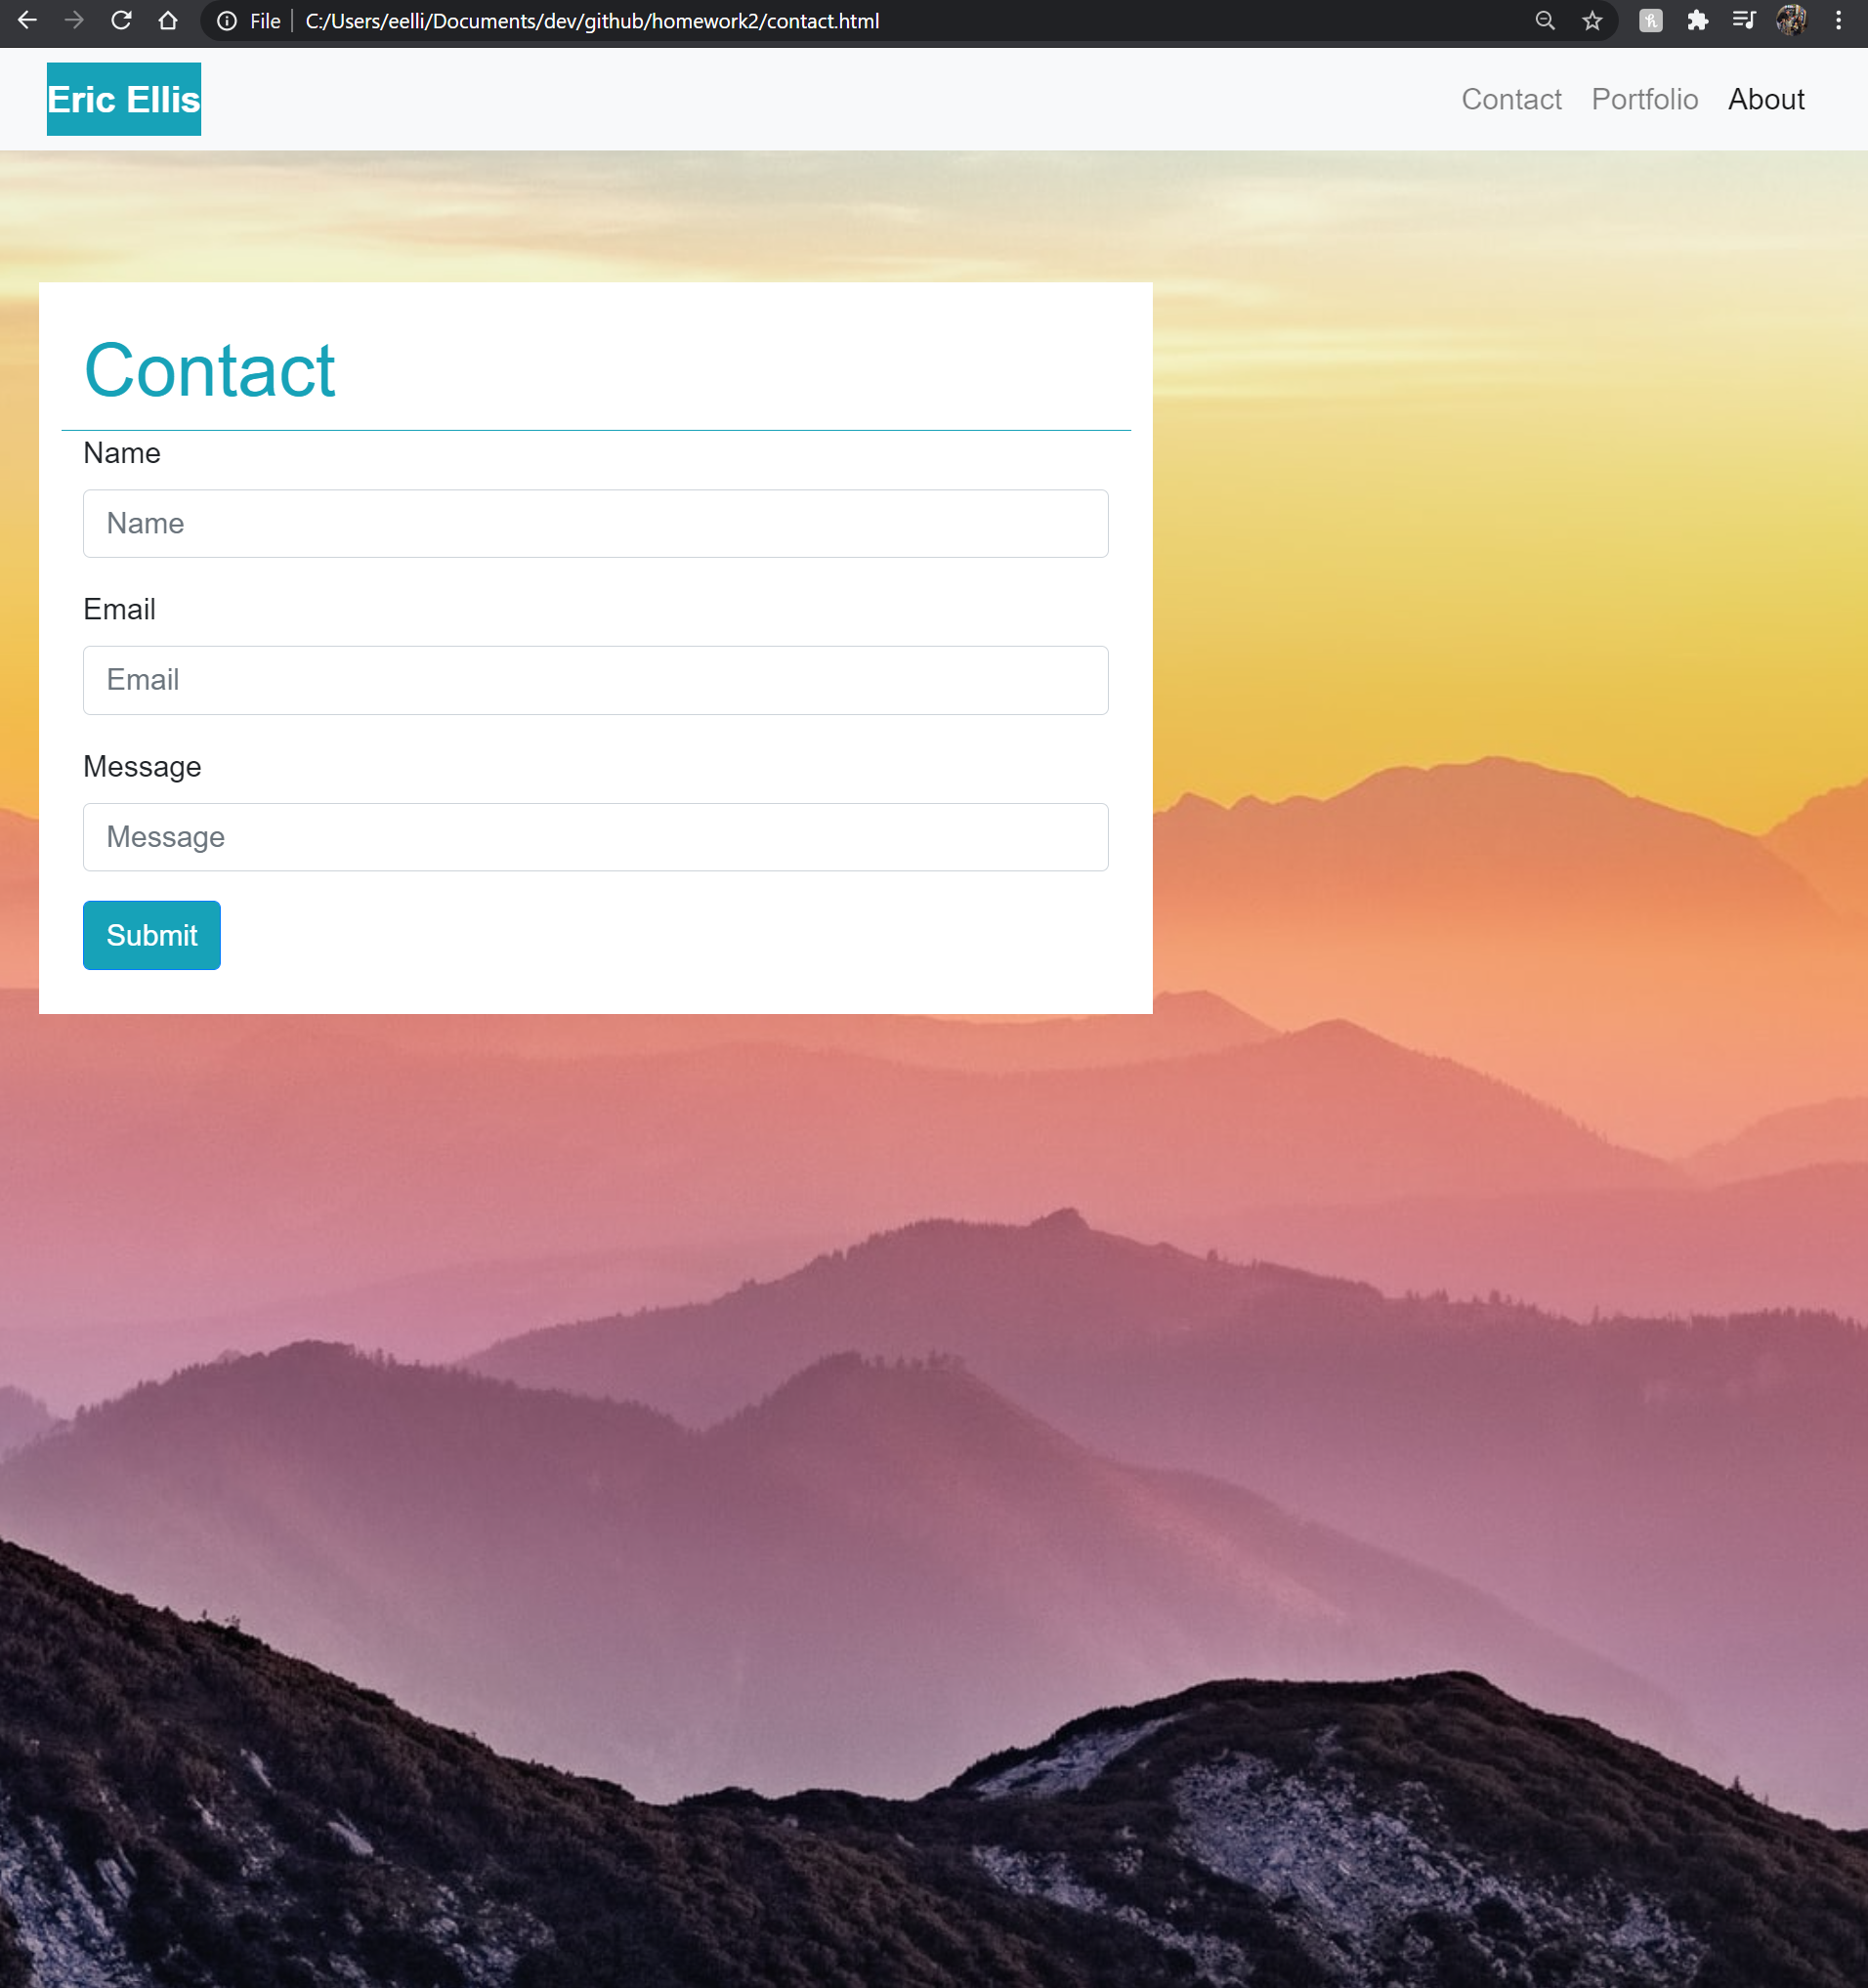 File C:/Users/eelli/Documents/dev/github/homework2/contact.html
Eric Ellis Contact Portfolio About
Contact
Name
Name
Email
Email
Message
Message
Submit